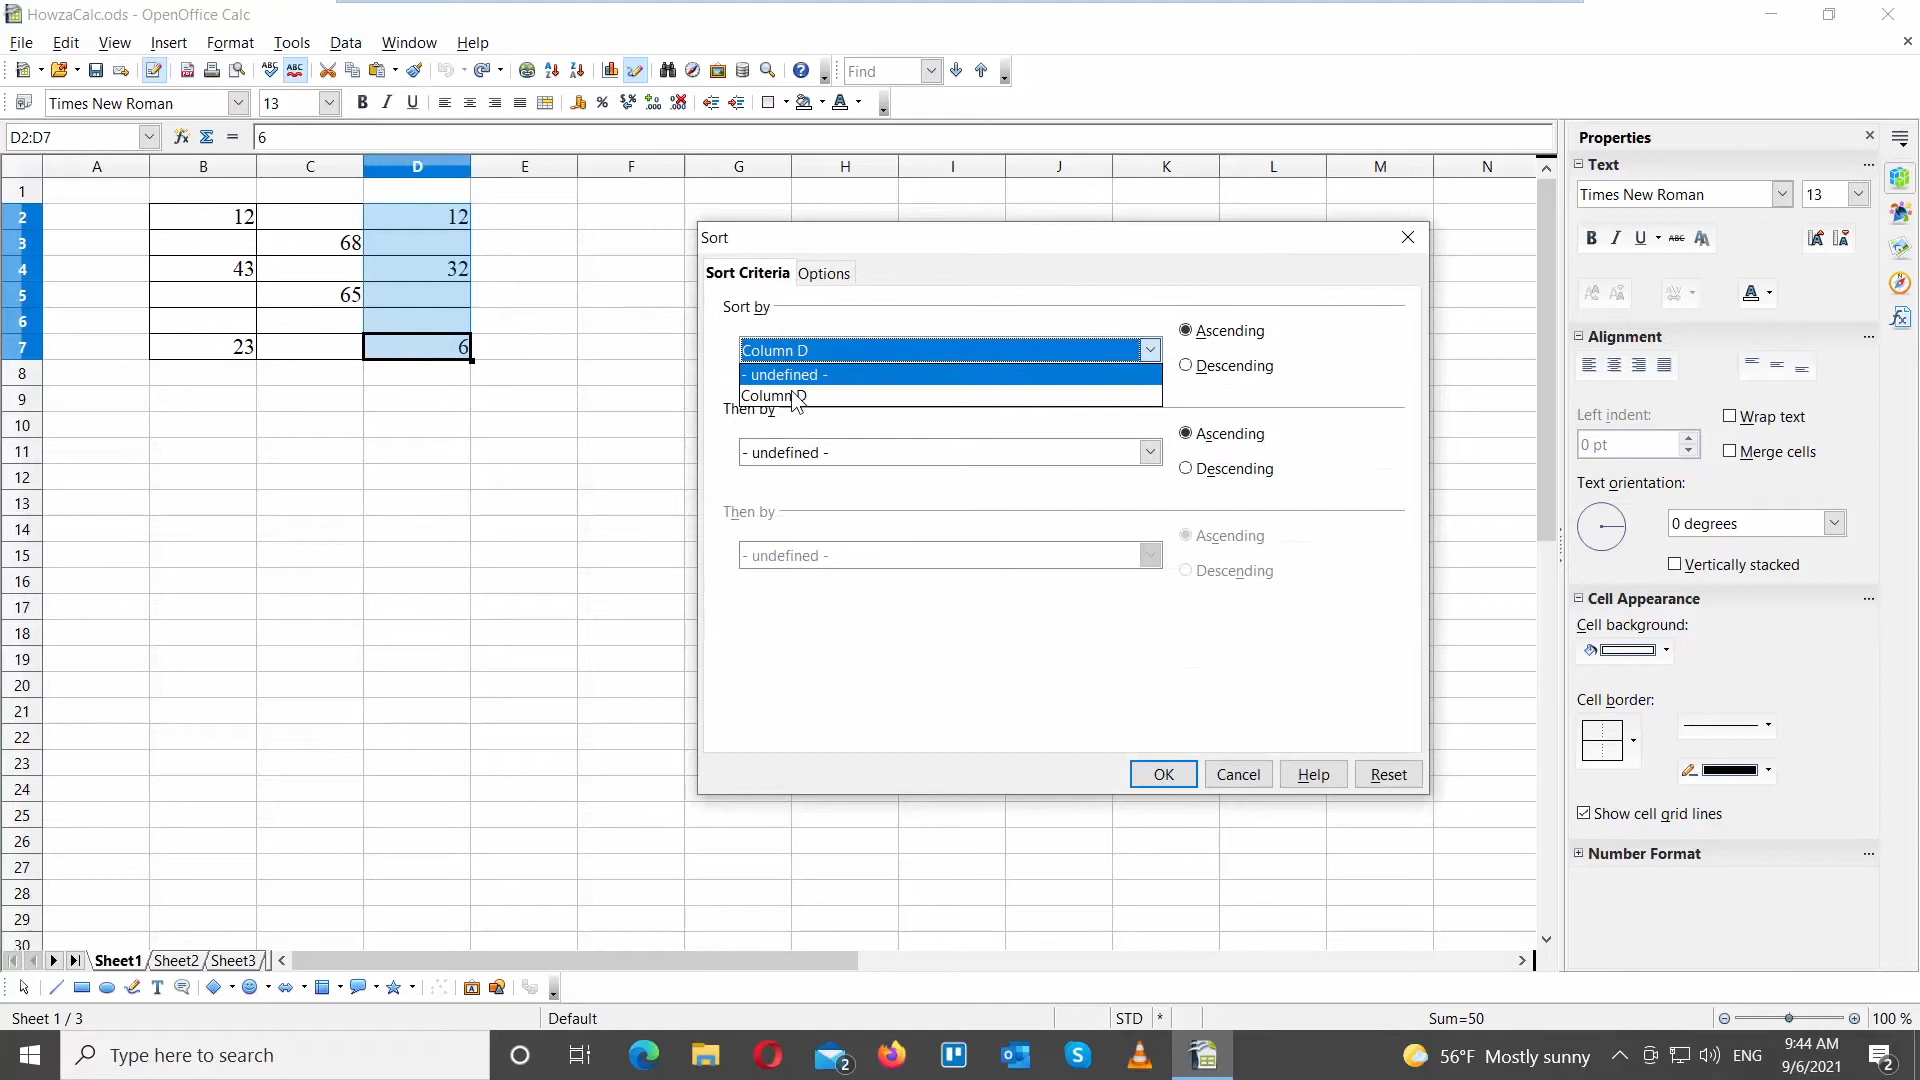 HowzaCalc.ods - OpenOffice Calc
File Edit View Insert Format Tools Data Window Help
Find
Times New Roman 13
D2:D7 6
A B C D E F G H I J K L M N
1
2 12 12
3 68
4 43 32
5 65
6
7 23 6
8
9
10
11
12
13
14
15
16
17
18
19
20
21
22
23
24
25
26
27
28
29
30
Sort
Sort Criteria Options
Sort by
Column D
- undefined -
Column D
Ascending
Descending
Then by
- undefined -
Ascending
Descending
Then by
- undefined -
Ascending
Descending
OK Cancel Help Reset
Properties
Text
Times New Roman 13
Alignment
Left indent:
0 pt
Wrap text
Merge cells
Text orientation:
0 degrees
Vertically stacked
Cell Appearance
Cell background:
Cell border:
Show cell grid lines
Number Format
Sheet1 Sheet2 Sheet3
Sheet 1 / 3 Default STD * Sum=50 100 %
Type here to search
2
56°F Mostly sunny
ENG
9:44 AM
9/6/2021
2